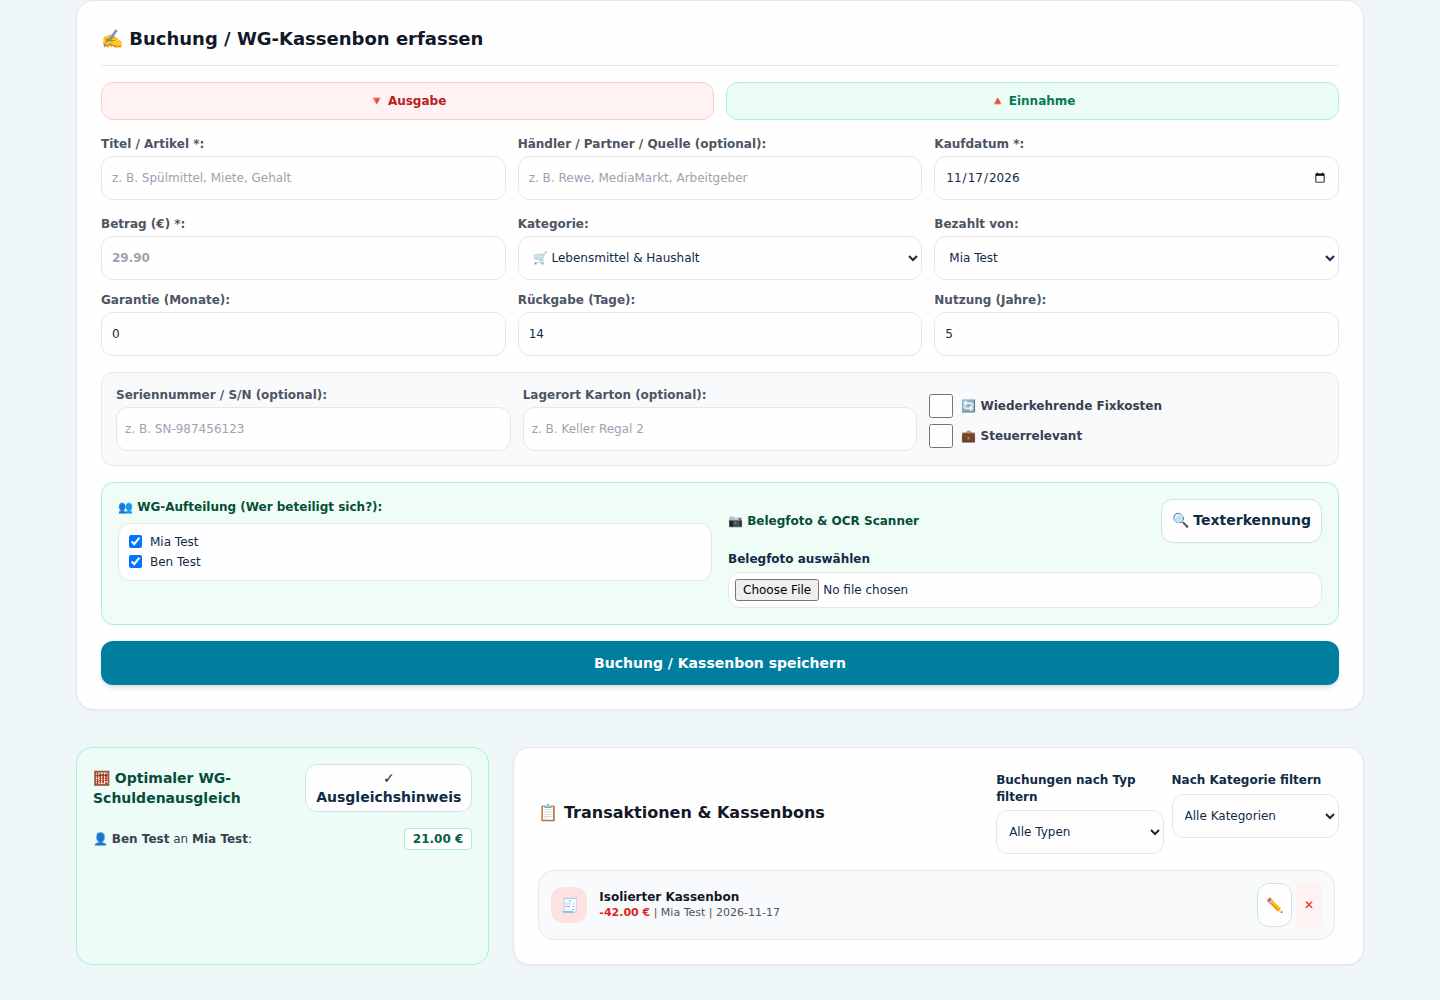 ✍️ Buchung / WG-Kassenbon erfassen
🔻 Ausgabe
🔺 Einnahme
Titel / Artikel *:
Händler / Partner / Quelle (optional):
Kaufdatum *:
z. B. Spülmittel, Miete, Gehalt
z. B. Rewe, MediaMarkt, Arbeitgeber
11/17/2026
Betrag (€) *:
Kategorie:
Bezahlt von:
29.90
🛒 Lebensmittel & Haushalt
Mia Test
Garantie (Monate):
Rückgabe (Tage):
Nutzung (Jahre):
0
14
5
Seriennummer / S/N (optional):
Lagerort Karton (optional):
z. B. SN-987456123
z. B. Keller Regal 2
🔄 Wiederkehrende Fixkosten
💼 Steuerrelevant
👥 WG-Aufteilung (Wer beteiligt sich?):
Mia Test
Ben Test
📷 Belegfoto & OCR Scanner
🔍 Texterkennung
Belegfoto auswählen
Choose File No file chosen
Buchung / Kassenbon speichern
🧮 Optimaler WG-
Schuldenausgleich
✓
Ausgleichshinweis
👤 Ben Test an Mia Test:
21.00 €
📋 Transaktionen & Kassenbons
Buchungen nach Typ
filtern
Alle Typen
Nach Kategorie filtern
Alle Kategorien
🧾 Isolierter Kassenbon
-42.00 € | Mia Test | 2026-11-17
✏️ ✕